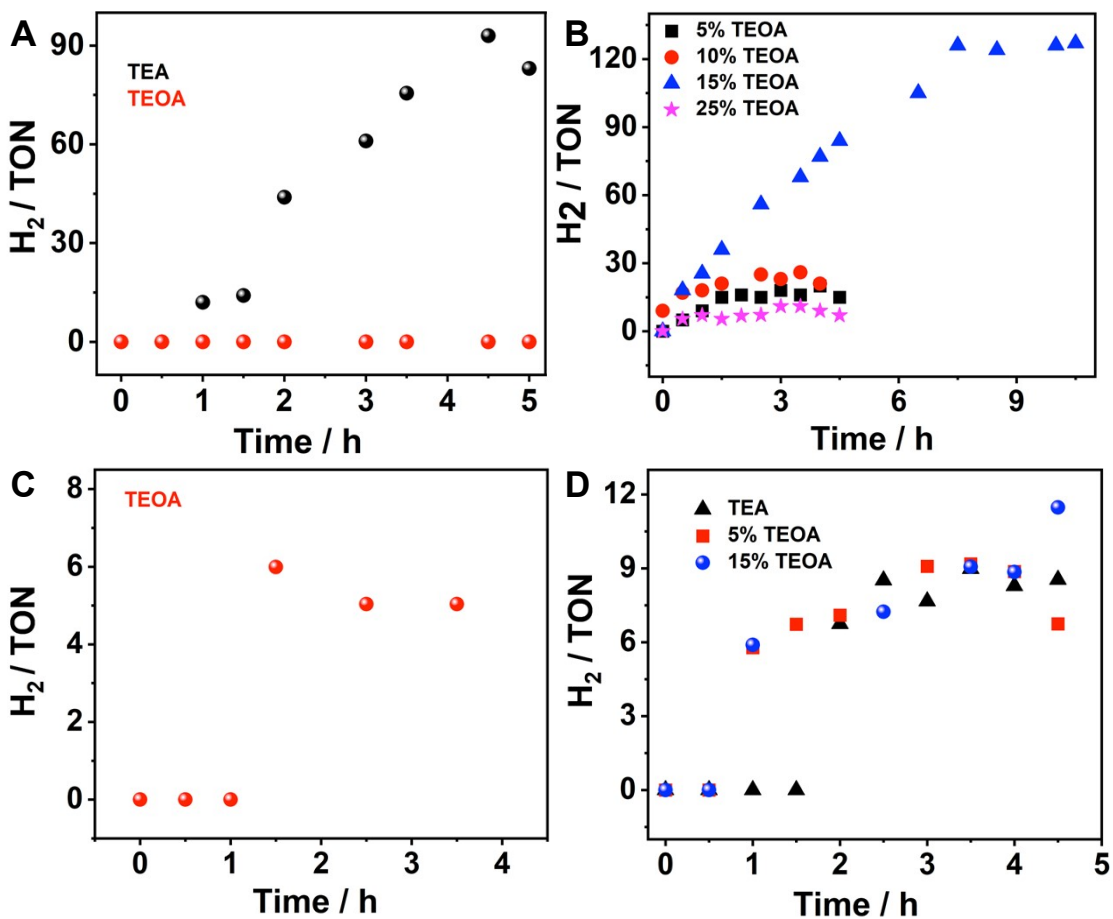 A
90
60
30
0
H₂ / TON
TEA
TEOA
0 1 2 3 4 5
Time / h
B
120
90
60
30
0
H2 / TON
5% TEOA
10% TEOA
15% TEOA
25% TEOA
0 3 6 9
Time / h
C
8
6
4
2
0
H₂ / TON
TEOA
0 1 2 3 4
Time / h
D
12
9
6
3
0
H₂ / TON
TEA
5% TEOA
15% TEOA
0 1 2 3 4 5
Time / h